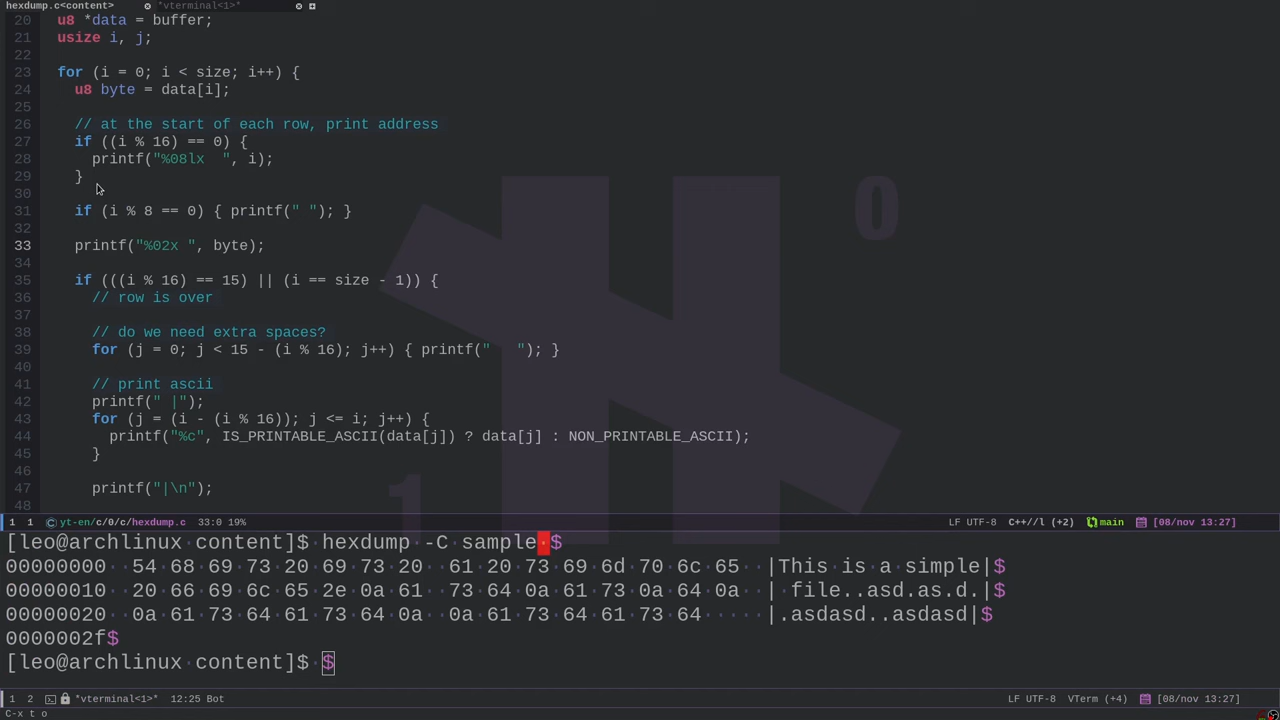 hexdump.c<content> *vterminal<1>*
20 u8 *data = buffer;
21 usize i, j;
22
23 for (i = 0; i < size; i++) {
24 u8 byte = data[i];
25
26 // at the start of each row, print address
27 if ((i % 16) == 0) {
28 printf("%08lx  ", i);
29 }
30
31 if (i % 8 == 0) { printf(" "); }
32
33 printf("%02x ", byte);
34
35 if (((i % 16) == 15) || (i == size - 1)) {
36 // row is over
37
38 // do we need extra spaces?
39 for (j = 0; j < 15 - (i % 16); j++) { printf("   "); }
40
41 // print ascii
42 printf(" |");
43 for (j = (i - (i % 16)); j <= i; j++) {
44 printf("%c", IS_PRINTABLE_ASCII(data[j]) ? data[j] : NON_PRINTABLE_ASCII);
45 }
46
47 printf("|\n");
48
1 1 yt-en/c/0/c/hexdump.c 33:0 19% LF UTF-8 C++//l (+2) main [08/nov 13:27]
[leo@archlinux·content]$·hexdump·-C·sample·$
00000000··54·68·69·73·20·69·73·20··61·20·73·69·6d·70·6c·65··|This·is·a·simple|$
00000010··20·66·69·6c·65·2e·0a·61··73·64·0a·61·73·0a·64·0a··|·file..asd.as.d.|$
00000020··0a·61·73·64·61·73·64·0a··0a·61·73·64·61·73·64·····|.asdasd..asdasd|$
0000002f$
[leo@archlinux·content]$·$
1 2 *vterminal<1>* 12:25 Bot LF UTF-8 VTerm (+4) [08/nov 13:27]
C-x t o
0
1